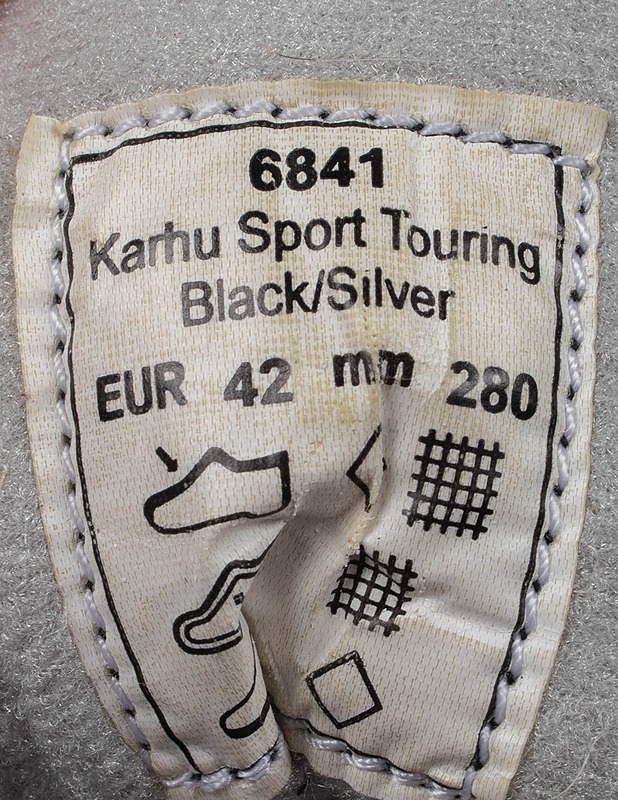 6841
Karhu Sport Touring
Black/Silver
EUR 42 mm 280